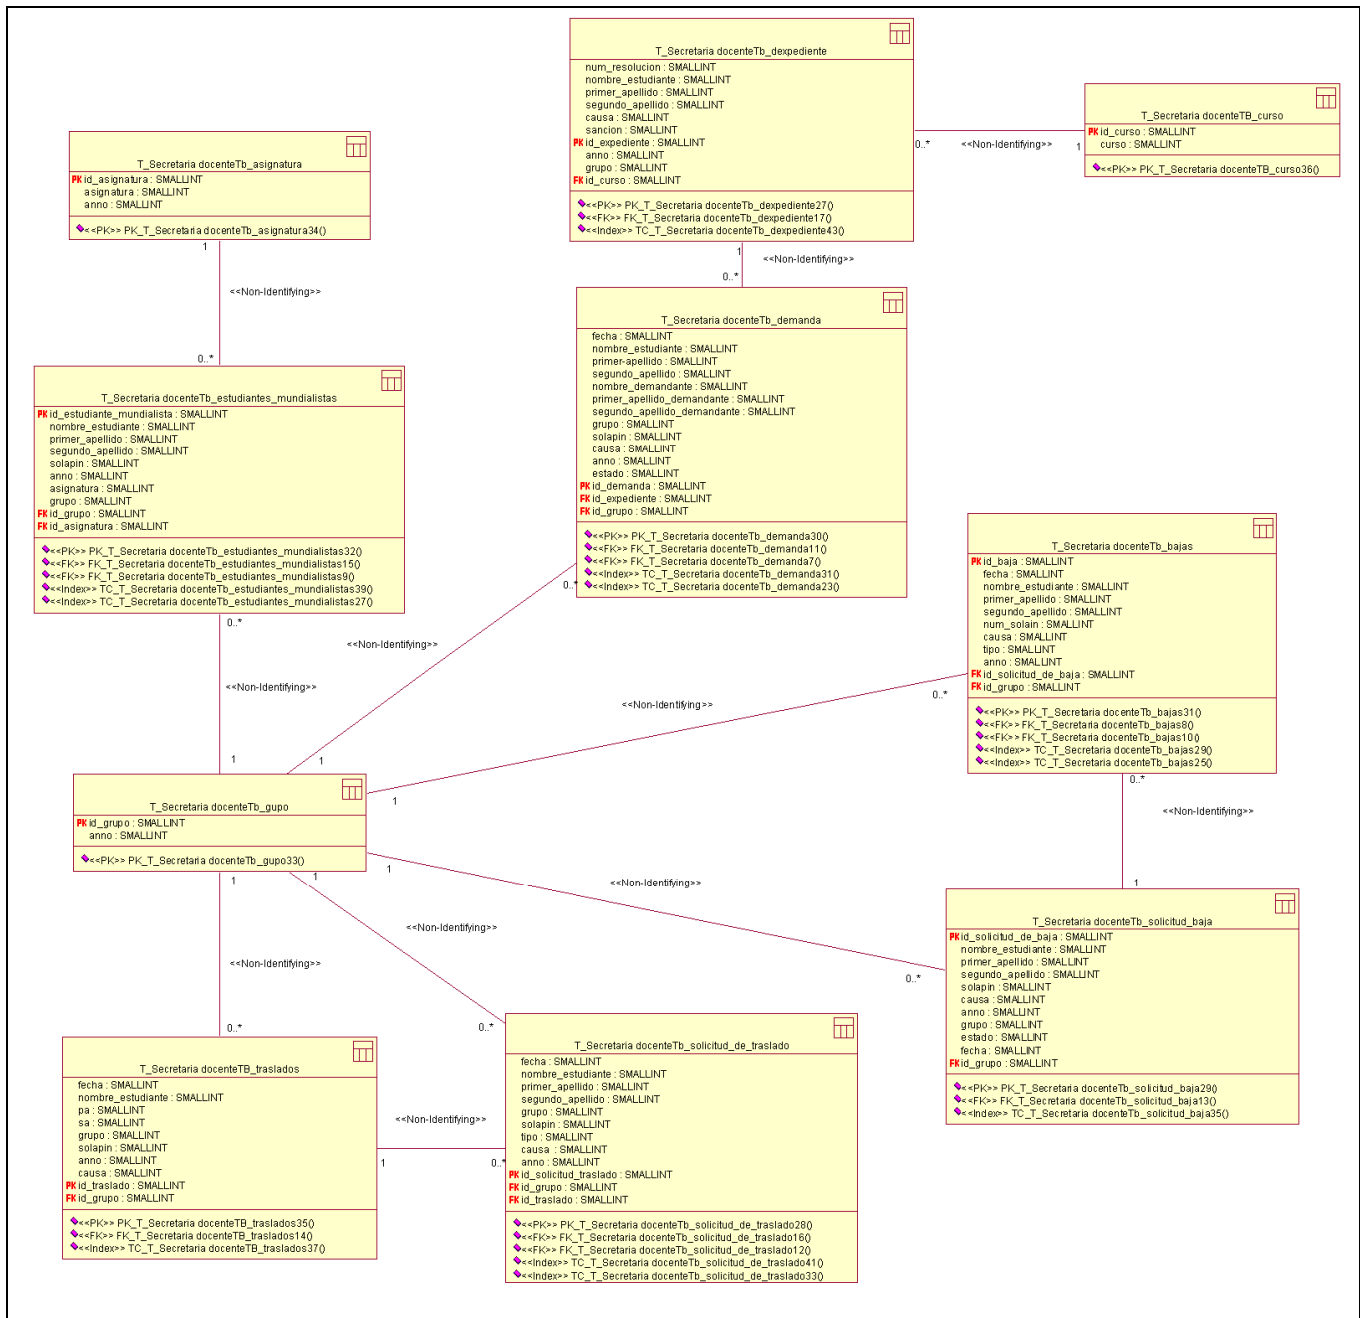 T_Secretaria docenteTb_dexpediente
num_resolucion : SMALLINT
nombre_estudiante : SMALLINT
primer_apellido : SMALLINT
segundo_apellido : SMALLINT
causa : SMALLINT
sancion : SMALLINT
PK id_expediente : SMALLINT
anno : SMALLINT
grupo : SMALLINT
FK id_curso : SMALLINT
<<PK>> PK_T_Secretaria docenteTb_dexpediente27()
<<FK>> FK_T_Secretaria docenteTb_dexpediente17()
<<Index>> TC_T_Secretaria docenteTb_dexpediente43()
0..*
<<Non-Identifying>>
1
T_Secretaria docenteTB_curso
PK id_curso : SMALLINT
curso : SMALLINT
<<PK>> PK_T_Secretaria docenteTB_curso36()
T_Secretaria docenteTb_asignatura
PK id_asignatura : SMALLINT
asignatura : SMALLINT
anno : SMALLINT
<<PK>> PK_T_Secretaria docenteTb_asignatura34()
1
<<Non-Identifying>>
0..*
1
<<Non-Identifying>>
0..*
T_Secretaria docenteTb_demanda
fecha : SMALLINT
nombre_estudiante : SMALLINT
primer-apellido : SMALLINT
segundo_apellido : SMALLINT
nombre_demandante : SMALLINT
primer_apellido_demandante : SMALLINT
segundo_apellido_demandante : SMALLINT
grupo : SMALLINT
solapin : SMALLINT
causa : SMALLINT
anno : SMALLINT
estado : SMALLINT
PK id_demanda : SMALLINT
FK id_expediente : SMALLINT
FK id_grupo : SMALLINT
<<PK>> PK_T_Secretaria docenteTb_demanda30()
<<FK>> FK_T_Secretaria docenteTb_demanda11()
<<FK>> FK_T_Secretaria docenteTb_demanda7()
<<Index>> TC_T_Secretaria docenteTb_demanda31()
<<Index>> TC_T_Secretaria docenteTb_demanda23()
T_Secretaria docenteTb_estudiantes_mundialistas
PK id_estudiante_mundialista : SMALLINT
nombre_estudiante : SMALLINT
primer_apellido : SMALLINT
segundo_apellido : SMALLINT
solapin : SMALLINT
anno : SMALLINT
asignatura : SMALLINT
grupo : SMALLINT
FK id_grupo : SMALLINT
FK id_asignatura : SMALLINT
<<PK>> PK_T_Secretaria docenteTb_estudiantes_mundialistas32()
<<FK>> FK_T_Secretaria docenteTb_estudiantes_mundialistas15()
<<FK>> FK_T_Secretaria docenteTb_estudiantes_mundialistas9()
<<Index>> TC_T_Secretaria docenteTb_estudiantes_mundialistas39()
<<Index>> TC_T_Secretaria docenteTb_estudiantes_mundialistas27()
0..*
<<Non-Identifying>>
1
0..*
<<Non-Identifying>>
1
T_Secretaria docenteTb_bajas
PK id_baja : SMALLINT
fecha : SMALLINT
nombre_estudiante : SMALLINT
primer_apellido : SMALLINT
segundo_apellido : SMALLINT
num_solain : SMALLINT
causa : SMALLINT
tipo : SMALLINT
anno : SMALLINT
FK id_solicitud_de_baja : SMALLINT
FK id_grupo : SMALLINT
<<PK>> PK_T_Secretaria docenteTb_bajas31()
<<FK>> FK_T_Secretaria docenteTb_bajas8()
<<FK>> FK_T_Secretaria docenteTb_bajas10()
<<Index>> TC_T_Secretaria docenteTb_bajas29()
<<Index>> TC_T_Secretaria docenteTb_bajas25()
0..*
<<Non-Identifying>>
1
0..*
<<Non-Identifying>>
1
T_Secretaria docenteTb_gupo
PK id_grupo : SMALLINT
anno : SMALLINT
<<PK>> PK_T_Secretaria docenteTb_gupo33()
1
<<Non-Identifying>>
0..*
1
<<Non-Identifying>>
0..*
1
<<Non-Identifying>>
0..*
T_Secretaria docenteTb_solicitud_baja
PK id_solicitud_de_baja : SMALLINT
nombre_estudiante : SMALLINT
primer_apellido : SMALLINT
segundo_apellido : SMALLINT
solapin : SMALLINT
causa : SMALLINT
anno : SMALLINT
grupo : SMALLINT
estado : SMALLINT
fecha : SMALLINT
FK id_grupo : SMALLINT
<<PK>> PK_T_Secretaria docenteTb_solicitud_baja29()
<<FK>> FK_T_Secretaria docenteTb_solicitud_baja13()
<<Index>> TC_T_Secretaria docenteTb_solicitud_baja35()
T_Secretaria docenteTB_traslados
fecha : SMALLINT
nombre_estudiante : SMALLINT
pa : SMALLINT
sa : SMALLINT
grupo : SMALLINT
solapin : SMALLINT
anno : SMALLINT
causa : SMALLINT
PK id_traslado : SMALLINT
FK id_grupo : SMALLINT
<<PK>> PK_T_Secretaria docenteTB_traslados35()
<<FK>> FK_T_Secretaria docenteTB_traslados14()
<<Index>> TC_T_Secretaria docenteTB_traslados37()
<<Non-Identifying>>
1
0..*
T_Secretaria docenteTb_solicitud_de_traslado
fecha : SMALLINT
nombre_estudiante : SMALLINT
primer_apellido : SMALLINT
segundo_apellido : SMALLINT
grupo : SMALLINT
solapin : SMALLINT
tipo : SMALLINT
causa : SMALLINT
anno : SMALLINT
PK id_solicitud_traslado : SMALLINT
FK id_grupo : SMALLINT
FK id_traslado : SMALLINT
<<PK>> PK_T_Secretaria docenteTb_solicitud_de_traslado28()
<<FK>> FK_T_Secretaria docenteTb_solicitud_de_traslado16()
<<FK>> FK_T_Secretaria docenteTb_solicitud_de_traslado12()
<<Index>> TC_T_Secretaria docenteTb_solicitud_de_traslado41()
<<Index>> TC_T_Secretaria docenteTb_solicitud_de_traslado33()